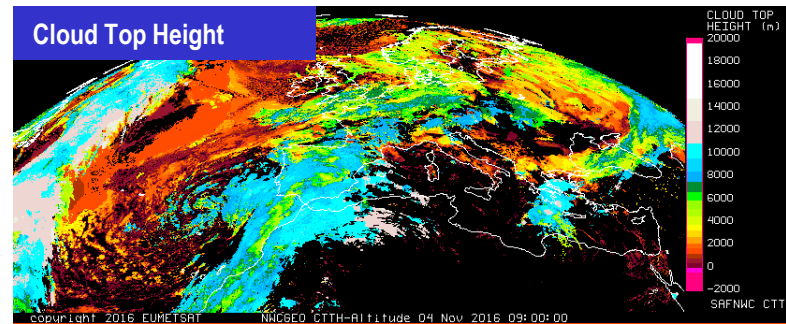 Cloud Top Height
CLOUD TOP
HEIGHT (m)
20000
18000
16000
14000
12000
10000
8000
6000
4000
2000
0
-2000
SAFNWC CTT
copyright 2016 EUMETSAT NWCGEO CTTH-Altitude 04 Nov 2016 09:00:00